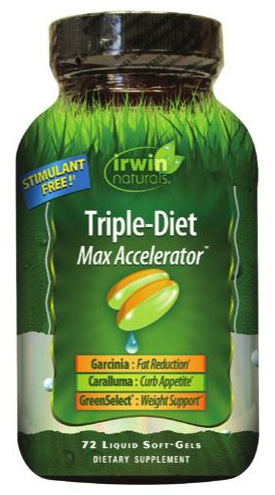 irwin
naturals®
STIMULANT
FREE!†
Triple-Diet
Max Accelerator™
Garcinia : Fat Reduction*
Caralluma : Curb Appetite*
GreenSelect® : Weight Support*
72 LIQUID SOFT-GELS
DIETARY SUPPLEMENT